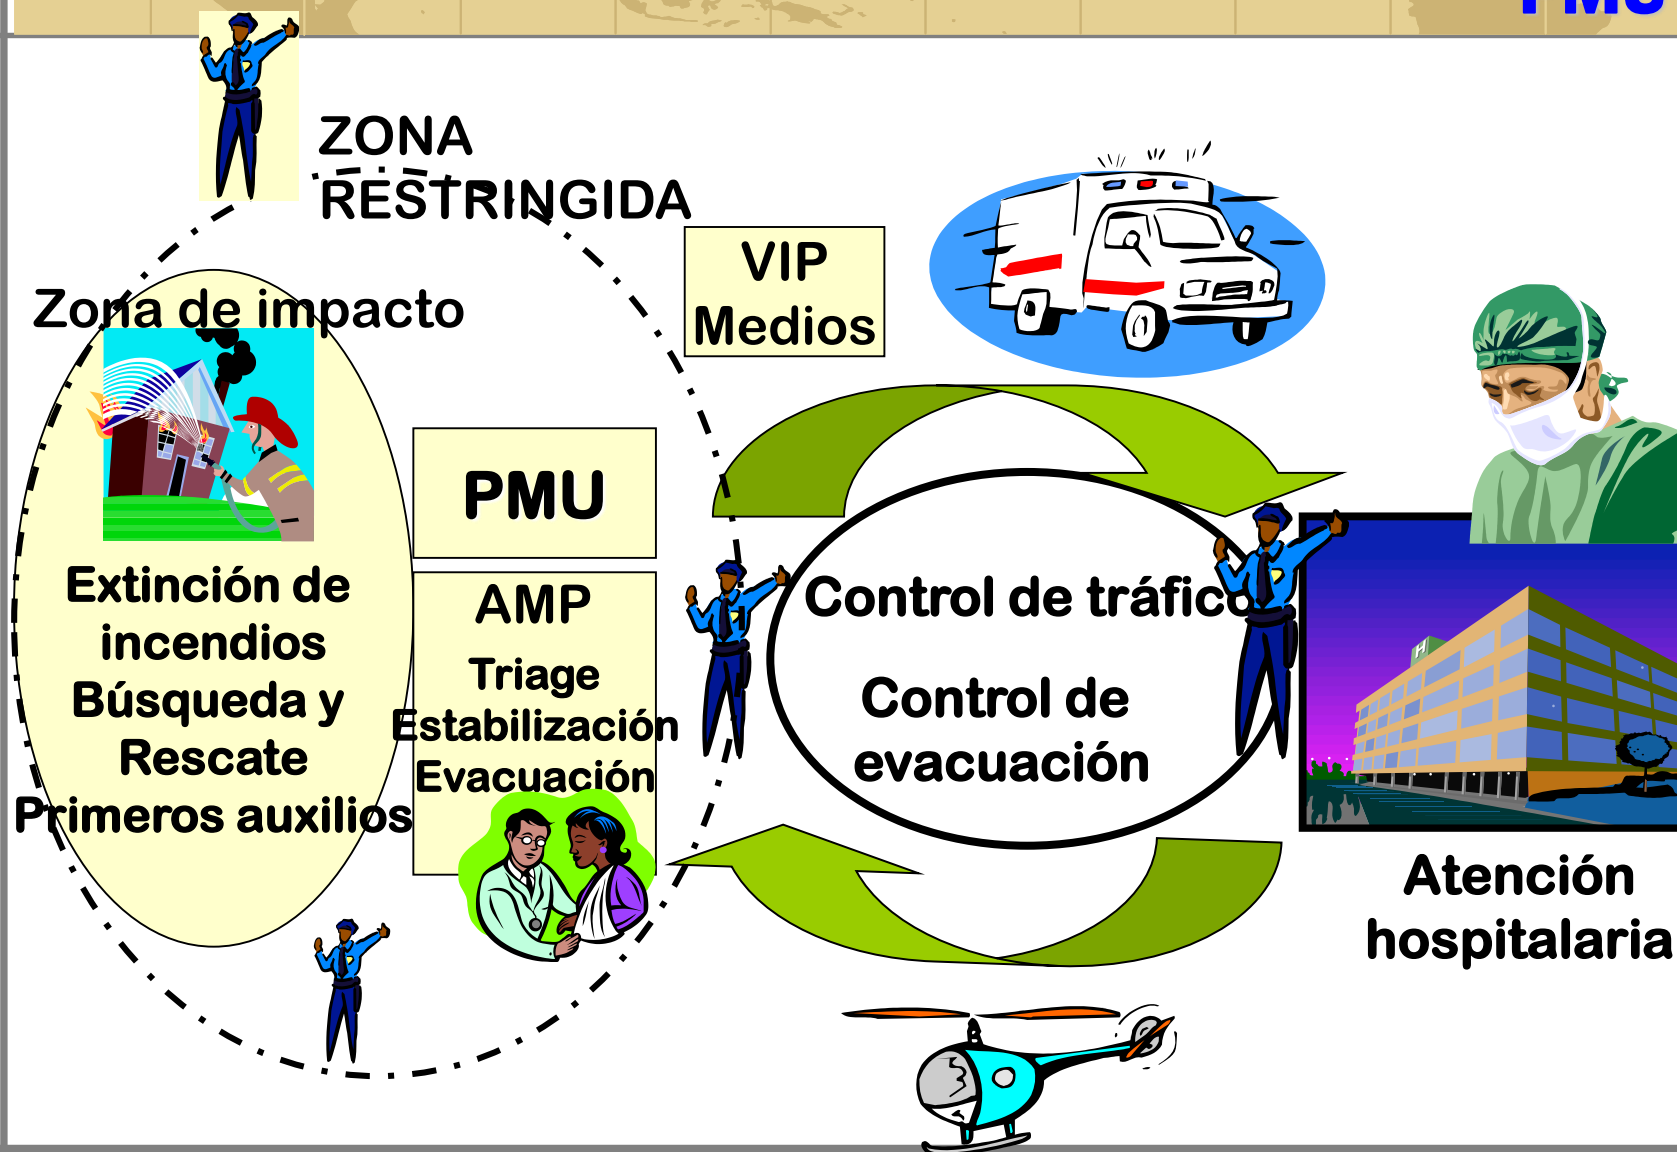 PMU
ZONA
RESTRINGIDA
VIP
Medios
Zona de impacto
PMU
Extinción de
incendios
Búsqueda y
Rescate
Primeros auxilios
AMP
Triage
Estabilización
Evacuación
Control de tráfico
Control de
evacuación
H
Atención
hospitalaria